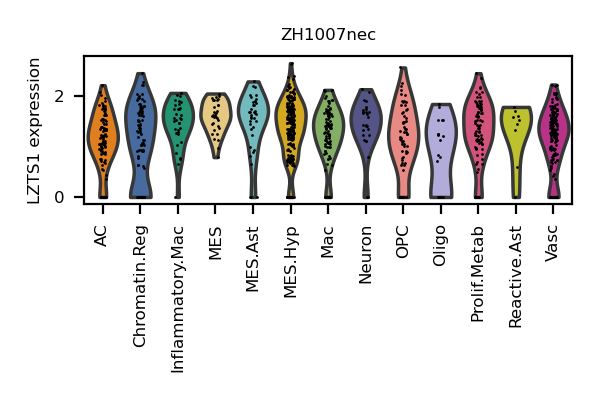 ZH1007nec
LZTS1 expression
2
0
AC
Chromatin.Reg
Inflammatory.Mac
MES
MES.Ast
MES.Hyp
Mac
Neuron
OPC
Oligo
Prolif.Metab
Reactive.Ast
Vasc